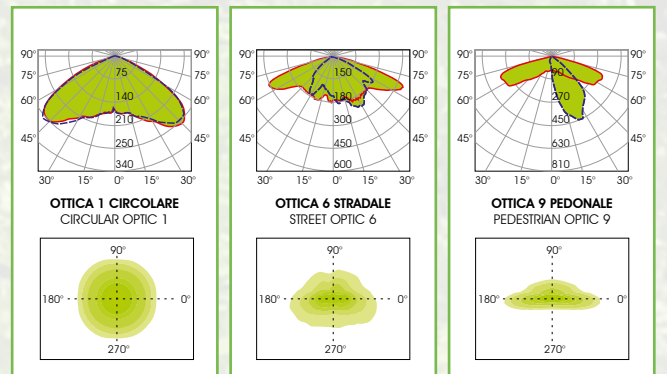 90° 90°
75° 75 75°
60° 140 60°
210
45° 250 45°
340
30° 15° 0° 15° 30°
OTTICA 1 CIRCOLARE
CIRCULAR OPTIC 1
90°
180° 0°
270°
90° 90°
75° 150 75°
60° 180 60°
300
45° 450 45°
600
30° 15° 0° 15° 30°
OTTICA 6 STRADALE
STREET OPTIC 6
90°
180° 0°
270°
90° 90°
75° 90 75°
60° 270 60°
450
45° 630 45°
810
30° 15° 0° 15° 30°
OTTICA 9 PEDONALE
PEDESTRIAN OPTIC 9
90°
180° 0°
270°